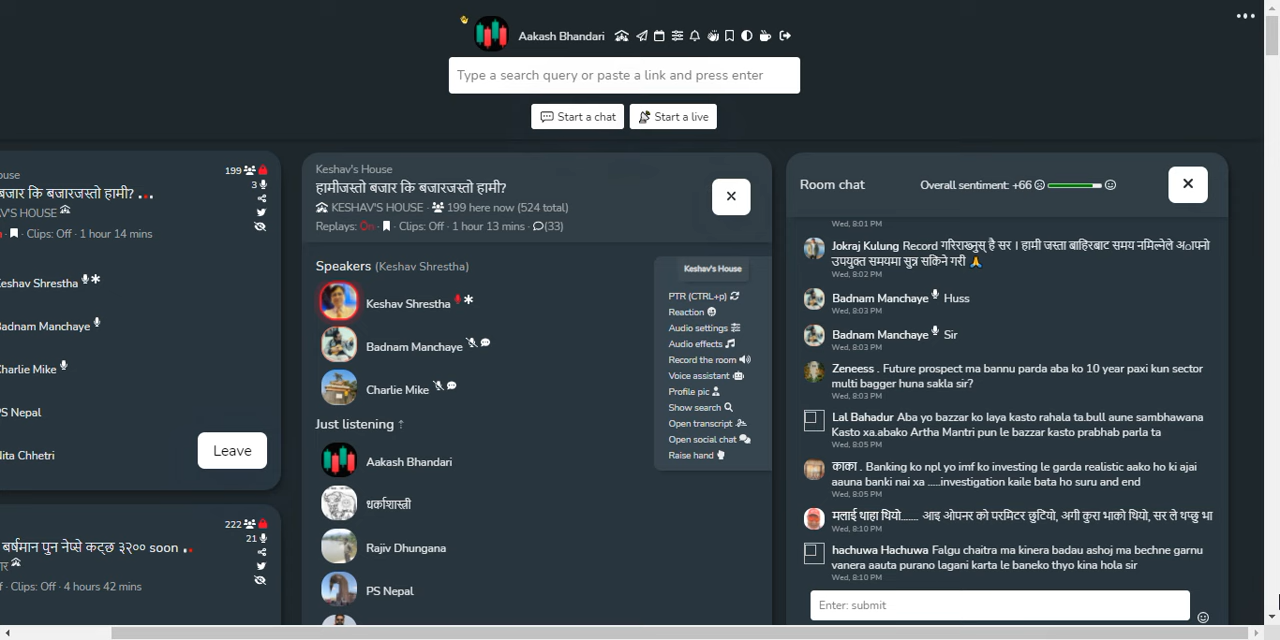 Aakash Bhandari
Type a search query or paste a link and press enter
Start a chat
Start a live
ouse
199
बजार कि बजारजस्तो हामी? ...
3
V'S HOUSE
· Clips: Off · 1 hour 14 mins
eshav Shrestha
Badnam Manchaye
Charlie Mike
PS Nepal
Nita Chhetri
Leave
222
बर्षमान पुन नेप्से कट्छ ३२०० soon ..
21
· Clips: Off · 4 hours 42 mins
Keshav's House
हामीजस्तो बजार कि बजारजस्तो हामी?
KESHAV'S HOUSE · 199 here now (524 total)
Replays: On · Clips: Off · 1 hour 13 mins · (33)
Speakers (Keshav Shrestha)
Keshav Shrestha
Badnam Manchaye
Charlie Mike
Just listening
Aakash Bhandari
धर्काशास्त्री
Rajiv Dhungana
PS Nepal
Keshav's House
PTR (CTRL+p)
Reaction
Audio settings
Audio effects
Record the room
Voice assistant
Profile pic
Show search
Open transcript
Open social chat
Raise hand
Room chat
Overall sentiment: +66
Wed, 8:01 PM
Jokraj Kulung Record गरिराख्नुस् है सर । हामी जस्ता बाहिरबाट समय नमिल्नेले अाफ्नो
उपयुक्त समयमा सुन्न सकिने गरी 🙏
Wed, 8:02 PM
Badnam Manchaye Huss
Wed, 8:03 PM
Badnam Manchaye Sir
Wed, 8:03 PM
Zeneess . Future prospect ma bannu parda aba ko 10 year paxi kun sector
multi bagger huna sakla sir?
Wed, 8:03 PM
Lal Bahadur Aba yo bazzar ko laya kasto rahala ta.bull aune sambhawana
Kasto xa.abako Artha Mantri pun le bazzar kasto prabhab parla ta
Wed, 8:05 PM
काका . Banking ko npl yo imf ko investing le garda realistic aako ho ki ajai
aauna banki nai xa .....investigation kaile bata ho suru and end
Wed, 8:05 PM
मलाई थाहा थियो........ आइ ओपनर को परमिटर छुटियो, अगी कुरा भाको थियो, सर ले थप्छु भा
Wed, 8:10 PM
hachuwa Hachuwa Falgu chaitra ma kinera badau ashoj ma bechne garnu
vanera aauta purano lagani karta le baneko thyo kina hola sir
Wed, 8:10 PM
Enter: submit